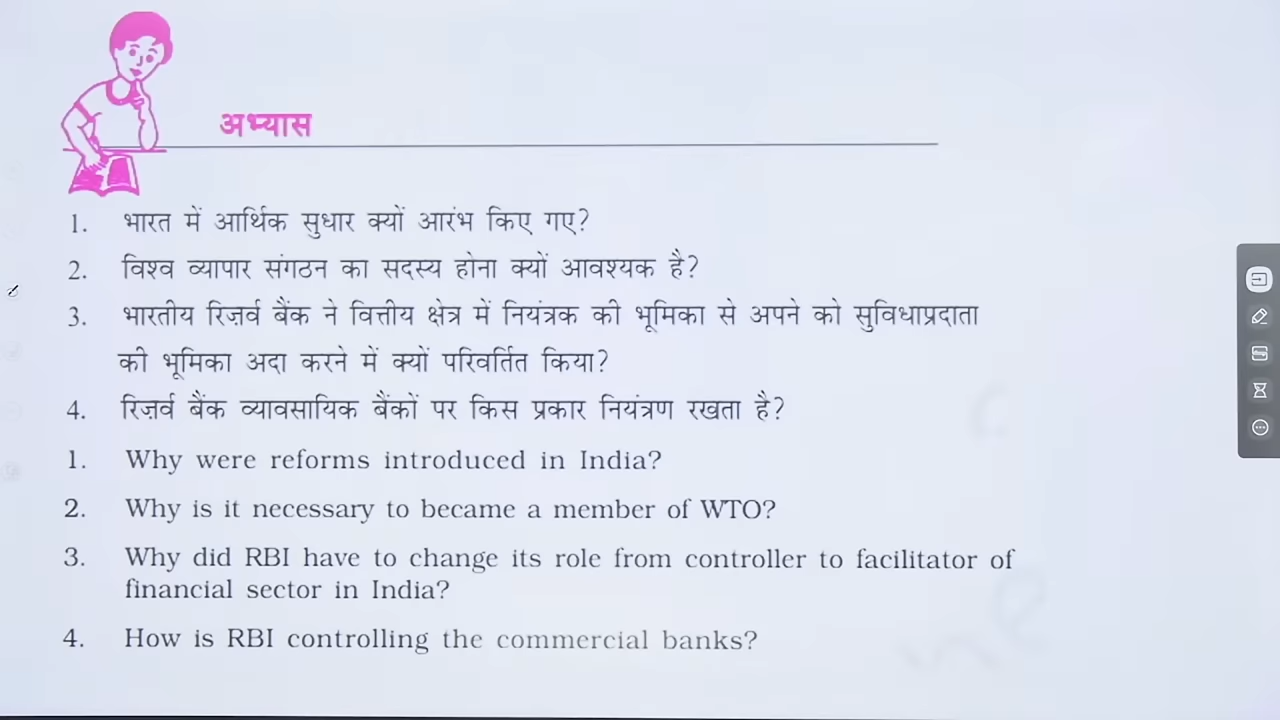 अभ्यास
1. भारत में आर्थिक सुधार क्यों आरंभ किए गए?
2. विश्व व्यापार संगठन का सदस्य होना क्यों आवश्यक है?
3. भारतीय रिज़र्व बैंक ने वित्तीय क्षेत्र में नियंत्रक की भूमिका से अपने को सुविधाप्रदाता
की भूमिका अदा करने में क्यों परिवर्तित किया?
4. रिज़र्व बैंक व्यावसायिक बैंकों पर किस प्रकार नियंत्रण रखता है?
1. Why were reforms introduced in India?
2. Why is it necessary to became a member of WTO?
3. Why did RBI have to change its role from controller to facilitator of
financial sector in India?
4. How is RBI controlling the commercial banks?